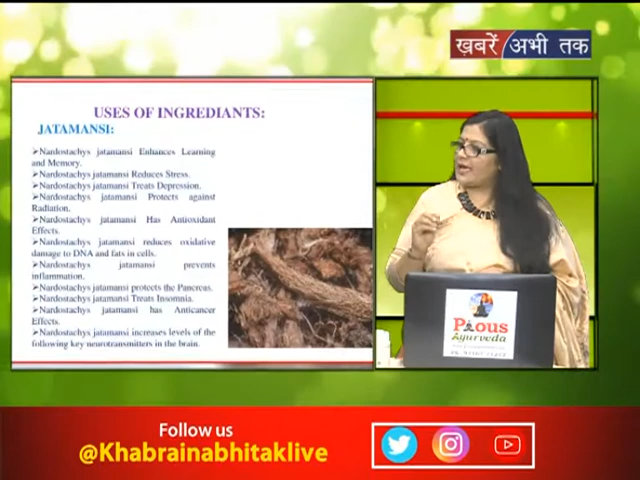 ख़बरें अभी तक
USES OF INGREDIANTS:
JATAMANSI:
➢Nardostachys jatamansi Enhances Learning
and Memory.
➢Nardostachys jatamansi Reduces Stress.
➢Nardostachys jatamansi Treats Depression.
➢Nardostachys jatamansi Protects against
Radiation.
➢Nardostachys jatamansi Has Antioxidant
Effects.
➢Nardostachys jatamansi reduces oxidative
damage to DNA and fats in cells.
➢Nardostachys jatamansi prevents
inflammation.
➢Nardostachys jatamansi protects the Pancreas.
➢Nardostachys jatamansi Treats Insomnia.
➢Nardostachys jatamansi has Anticancer
Effects.
➢Nardostachys jatamansi increases levels of the
following key neurotransmitters in the brain.
Pious
Ayurveda
Follow us
@Khabrainabhitaklive